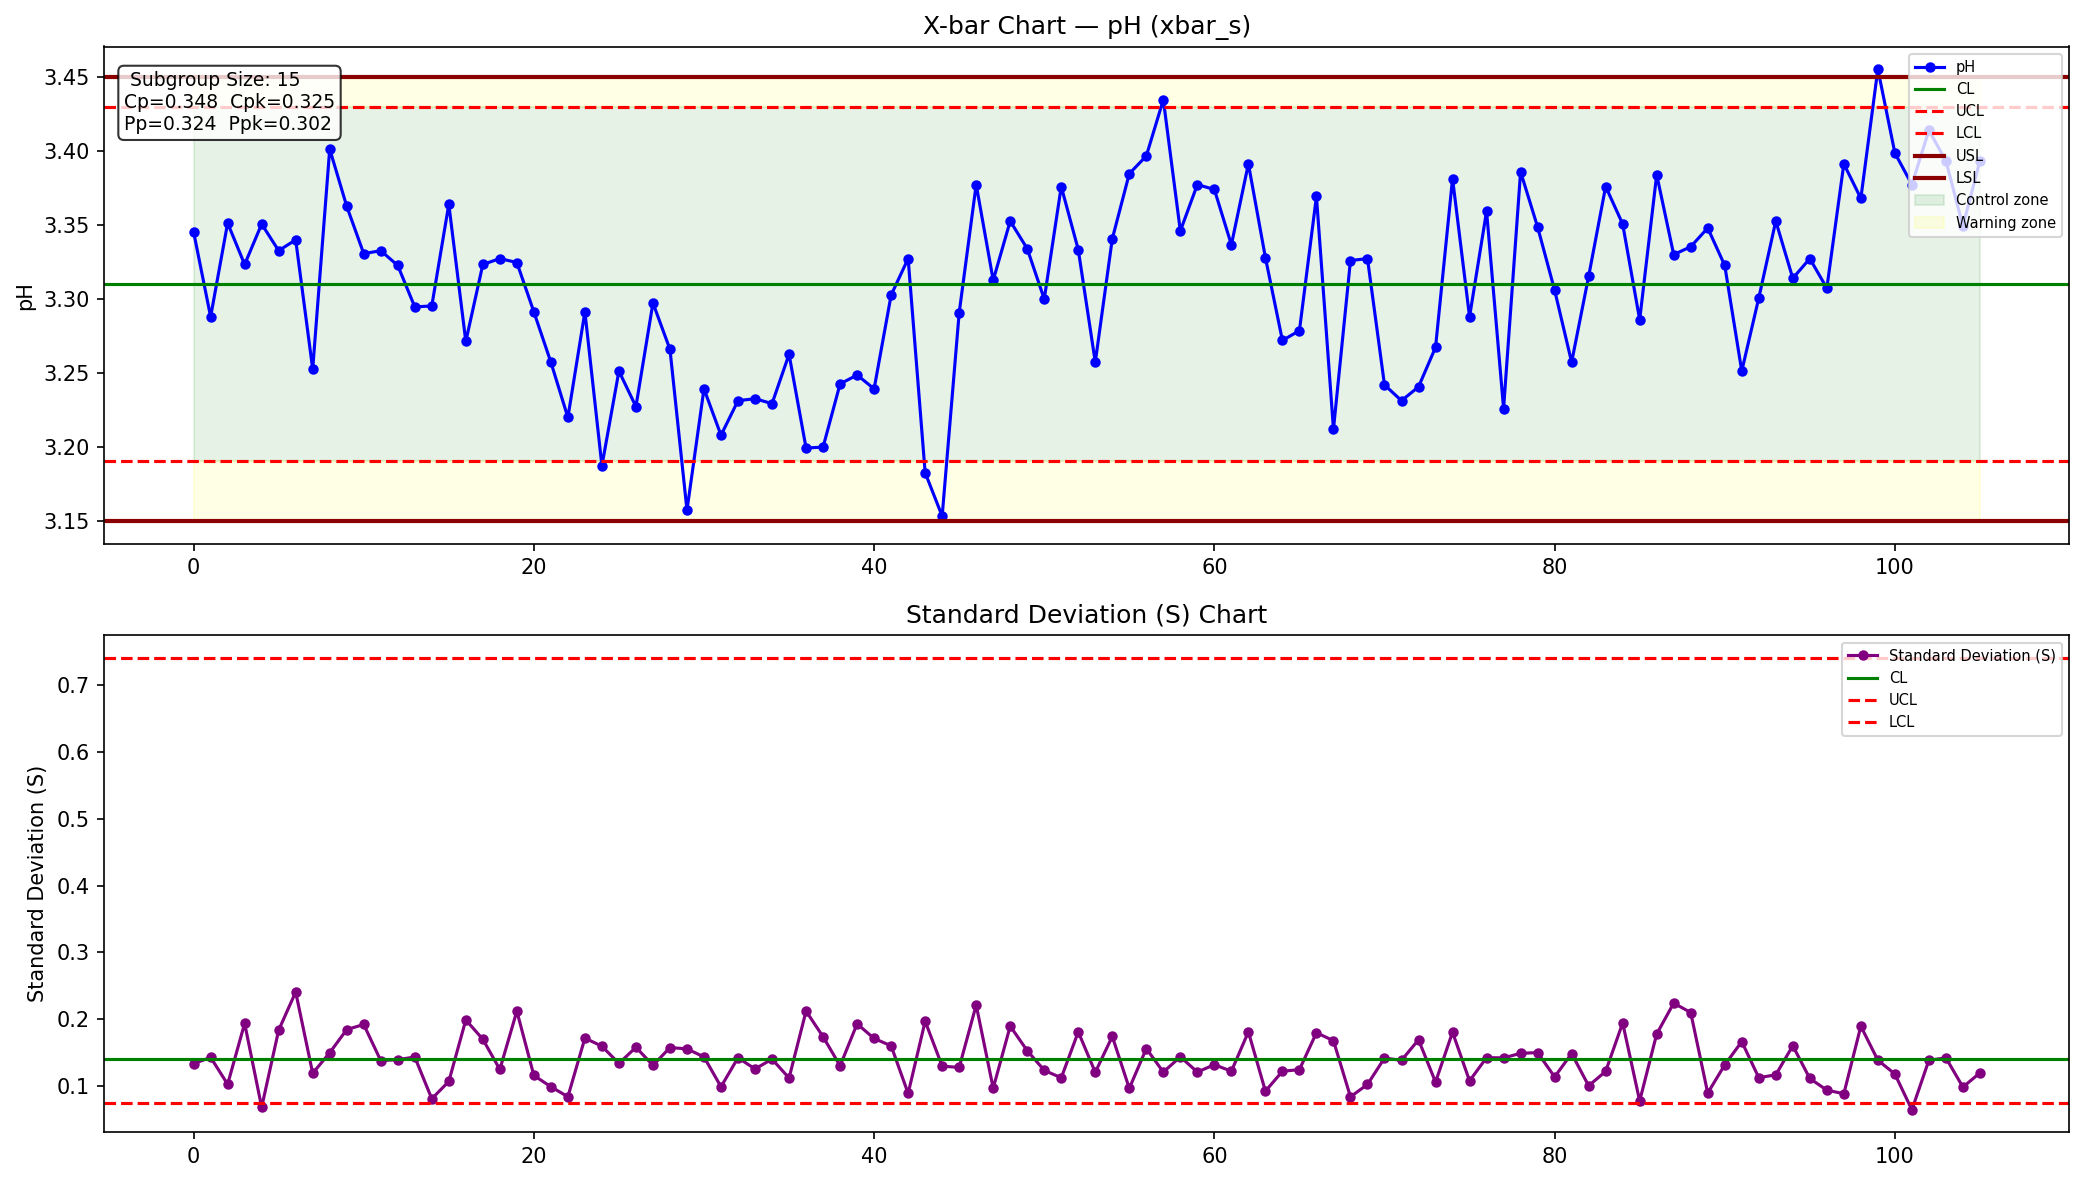 X-bar Chart — pH (xbar_s)
Subgroup Size: 15
Cp=0.348 Cpk=0.325
Pp=0.324 Ppk=0.302
pH
CL
UCL
LCL
USL
LSL
Control zone
Warning zone
pH
3.45
3.40
3.35
3.30
3.25
3.20
3.15
0 20 40 60 80 100
Standard Deviation (S) Chart
Standard Deviation (S)
CL
UCL
LCL
Standard Deviation (S)
0.7
0.6
0.5
0.4
0.3
0.2
0.1
0 20 40 60 80 100